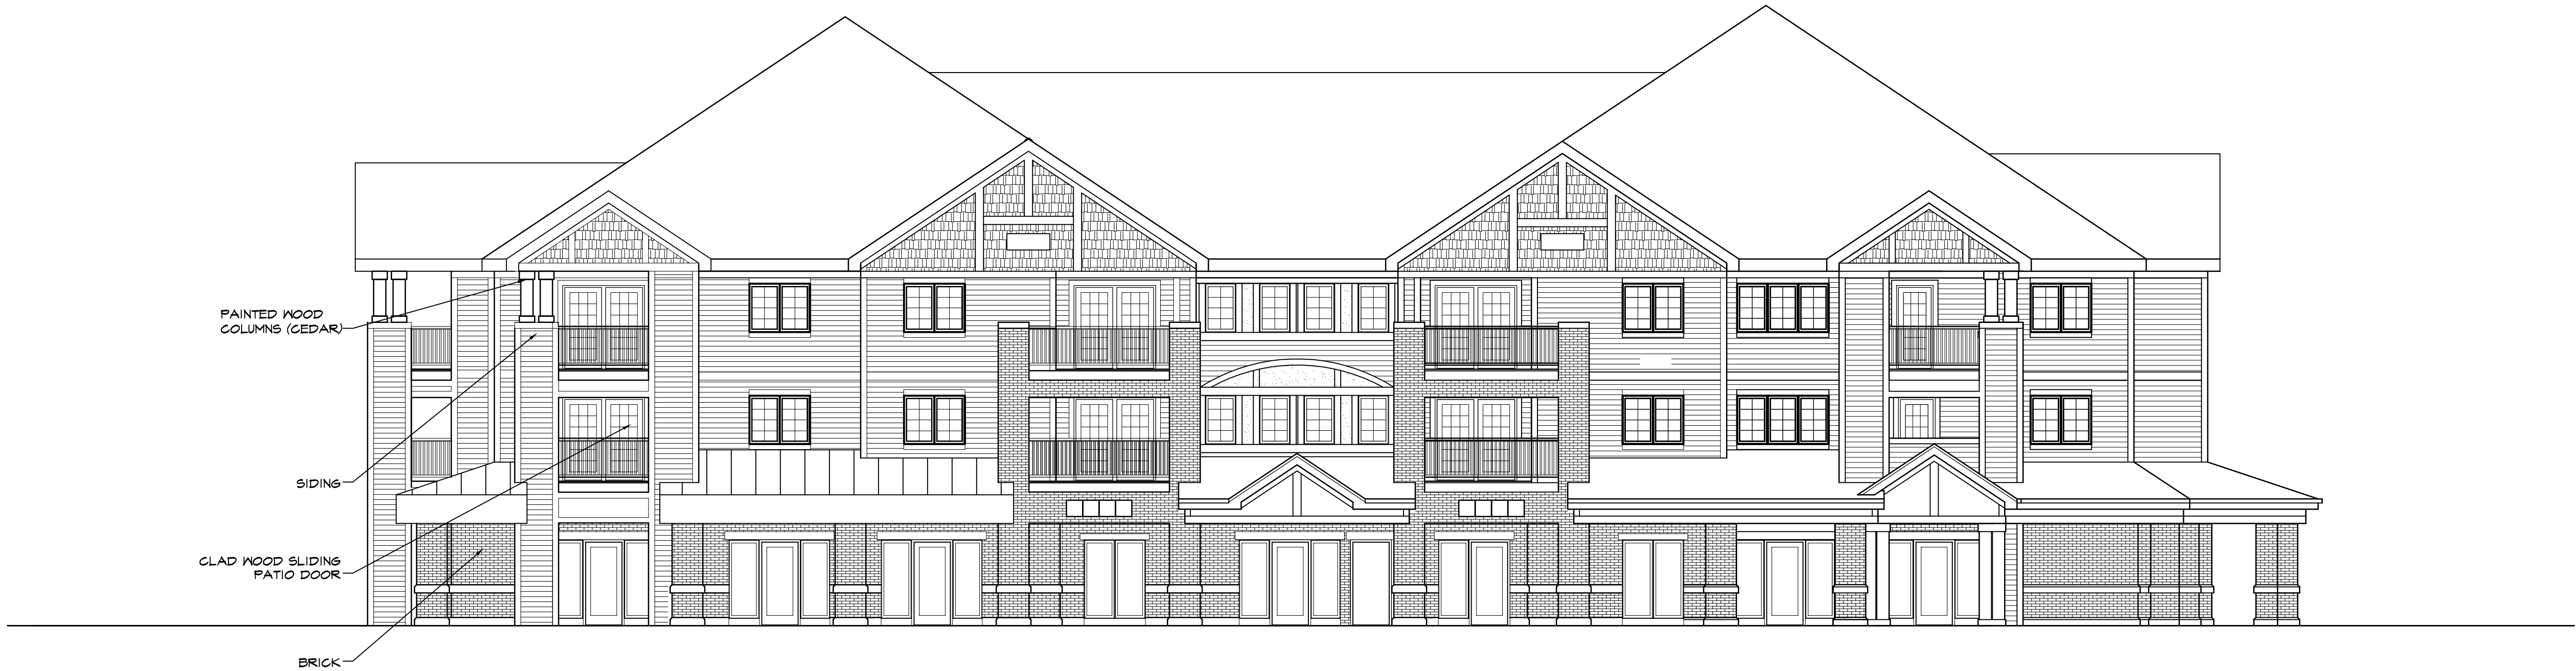 PAINTED WOOD
COLUMNS (CEDAR)
SIDING
CLAD WOOD SLIDING
PATIO DOOR
BRICK